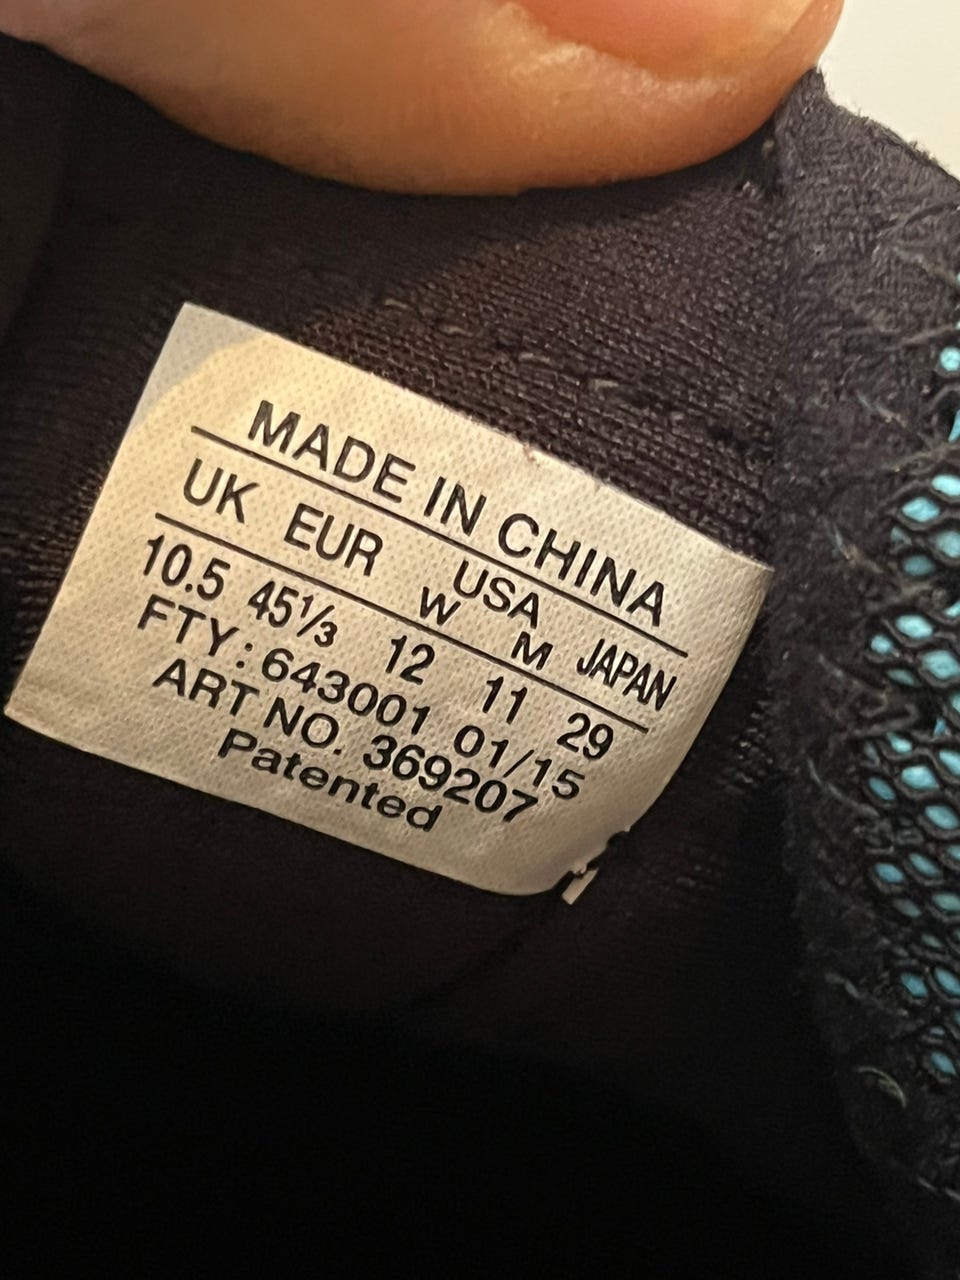 MADE IN CHINA
UK EUR USA JAPAN
W M
10.5 45⅓ 12 11 29
FTY: 643001 01/15
ART NO. 369207
Patented